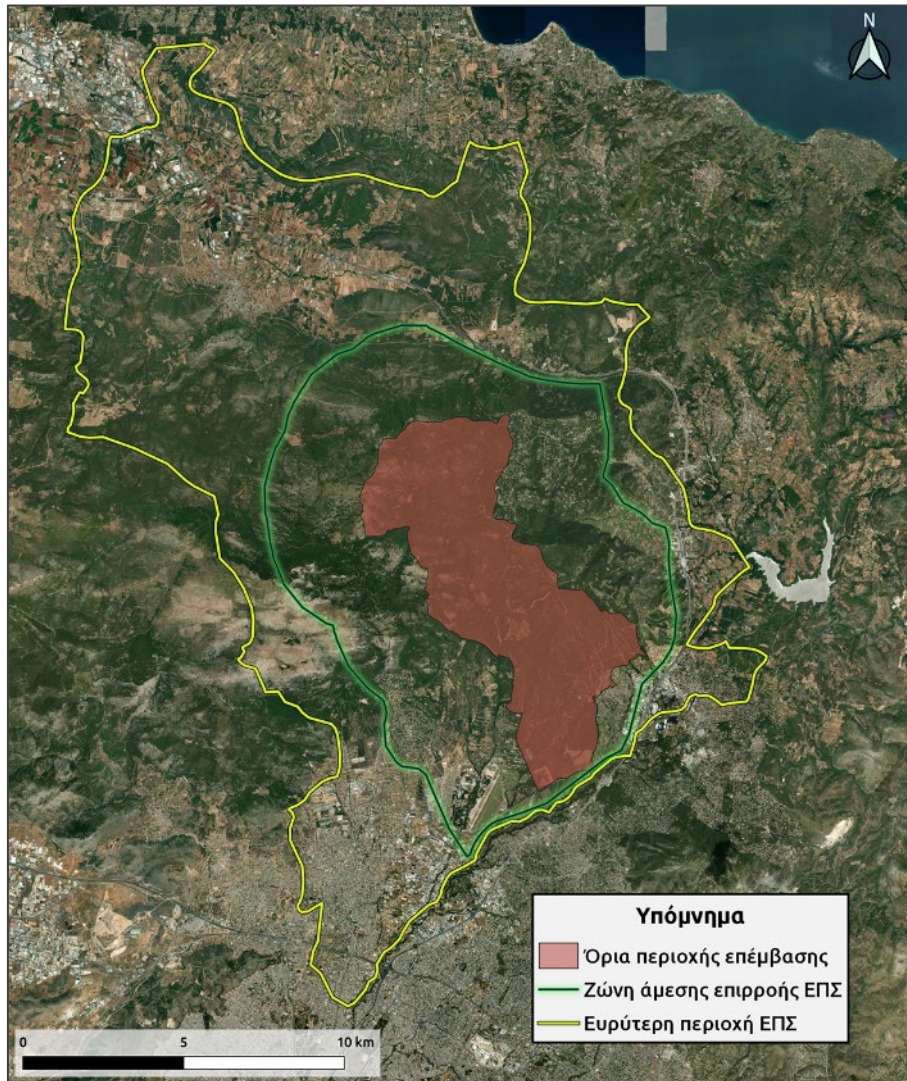 N
Υπόμνημα
Όρια περιοχής επέμβασης
Ζώνη άμεσης επιρροής ΕΠΣ
Ευρύτερη περιοχή ΕΠΣ
0 5 10 km